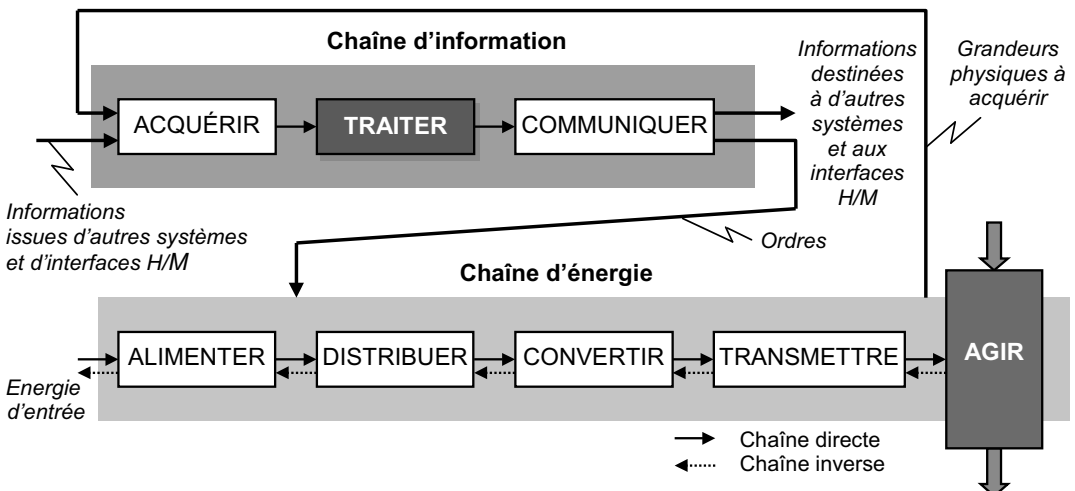 Chaîne d'information
ACQUÉRIR
TRAITER
COMMUNIQUER
Informations
destinées
à d'autres
systèmes
et aux
interfaces
H/M
Grandeurs
physiques à
acquérir
Informations
issues d'autres systèmes
et d'interfaces H/M
Ordres
Chaîne d'énergie
ALIMENTER
DISTRIBUER
CONVERTIR
TRANSMETTRE
AGIR
Energie
d'entrée
Chaîne directe
Chaîne inverse